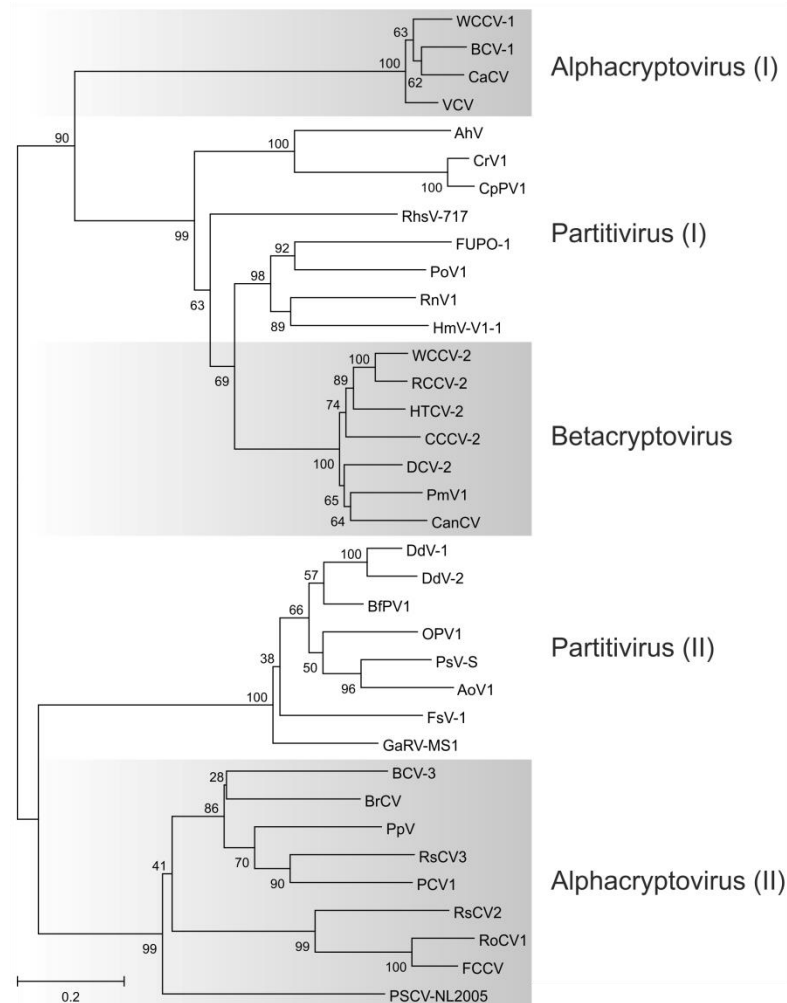 WCCV-1
63
BCV-1
Alphacryptovirus (I)
100
CaCV
62
VCV
AhV
90
100
CrV1
100
CpPV1
99
RhsV-717
Partitivirus (I)
FUPO-1
92
PoV1
98
RnV1
63
89
HmV-V1-1
WCCV-2
100
69
89
RCCV-2
74
HTCV-2
CCCV-2
Betacryptovirus
100
DCV-2
65
PmV1
64
CanCV
DdV-1
100
57
DdV-2
66
BfPV1
OPV1
Partitivirus (II)
38
50
PsV-S
96
AoV1
100
FsV-1
GaRV-MS1
28
BCV-3
86
BrCV
PpV
41
70
RsCV3
90
PCV1
Alphacryptovirus (II)
RsCV2
99
99
RoCV1
100
FCCV
0.2
PSCV-NL2005